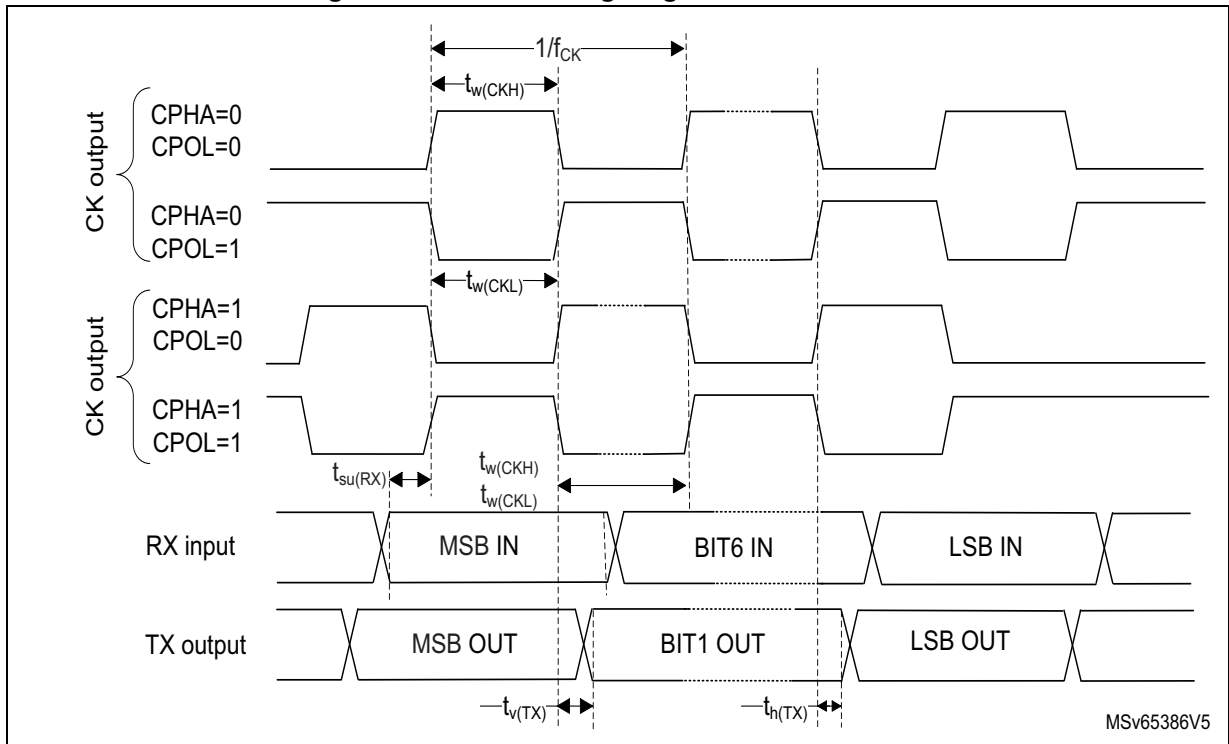 1/fCK
tw(CKH)
CK output
CPHA=0
CPOL=0
CPHA=0
CPOL=1
tw(CKL)
CK output
CPHA=1
CPOL=0
CPHA=1
CPOL=1
tsu(RX)
tw(CKH)
tw(CKL)
RX input
MSB IN
BIT6 IN
LSB IN
TX output
MSB OUT
BIT1 OUT
LSB OUT
tv(TX)
th(TX)
MSv65386V5